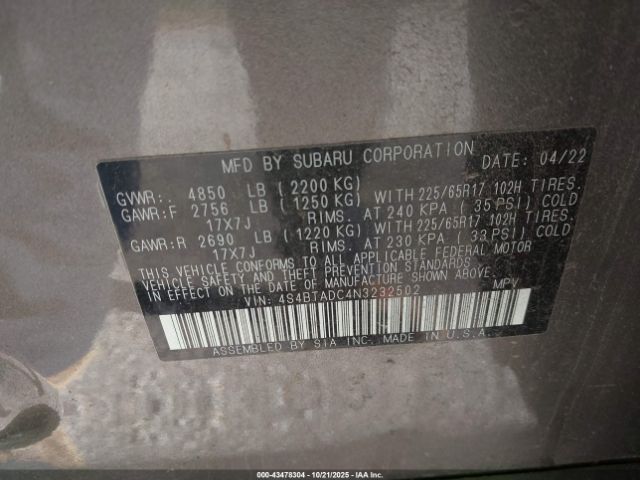 MFD BY SUBARU CORPORATION DATE: 04/22
GVWR: 4850 LB (2200 KG)
GAWR:F 2756 LB (1250 KG) WITH 225/65R17 102H TIRES.
17X7J RIMS. AT 240 KPA (35 PSI) COLD
GAWR:R 2690 LB (1220 KG) WITH 225/65R17 102H TIRES.
17X7J RIMS. AT 230 KPA (33 PSI) COLD
THIS VEHICLE CONFORMS TO ALL APPLICABLE FEDERAL MOTOR
VEHICLE SAFETY AND BUMPER STANDARDS
IN EFFECT ON THE DATE OF MANUFACTURE SHOWN ABOVE.
VIN: 4S4BTADC4N3232502 MPV
ASSEMBLED BY SIA INC. MADE IN U.S.A.
000-43478304 - 10/21/2025 - IAA Inc.